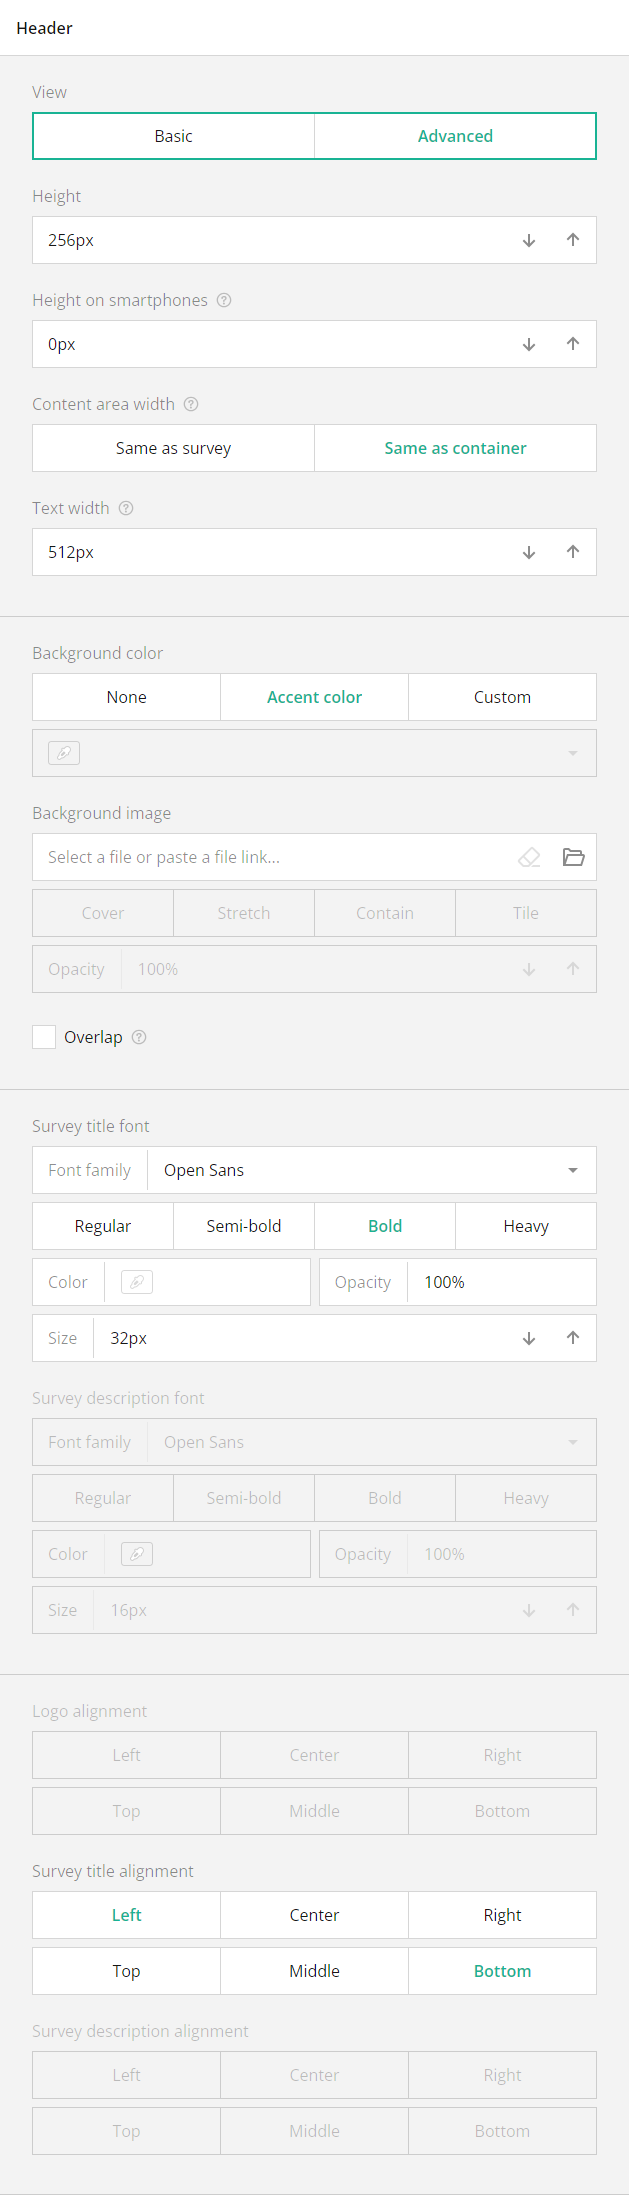 Header
View
Basic Advanced
Height
256px
Height on smartphones
0px
Content area width
Same as survey Same as container
Text width
512px
Background color
None Accent color Custom
Background image
Select a file or paste a file link...
Cover Stretch Contain Tile
Opacity 100%
Overlap
Survey title font
Font family Open Sans
Regular Semi-bold Bold Heavy
Color Opacity 100%
Size 32px
Survey description font
Font family Open Sans
Regular Semi-bold Bold Heavy
Color Opacity 100%
Size 16px
Logo alignment
Left Center Right
Top Middle Bottom
Survey title alignment
Left Center Right
Top Middle Bottom
Survey description alignment
Left Center Right
Top Middle Bottom